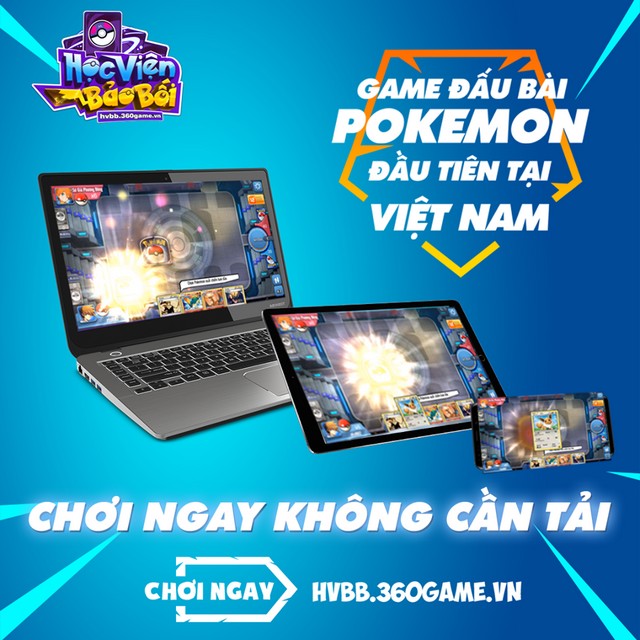 Học Viện
Bảo Bối
hvbb.360game.vn
GAME ĐẤU BÀI
POKEMON
ĐẦU TIÊN TẠI
VIỆT NAM
CHƠI NGAY KHÔNG CẦN TẢI
CHƠI NGAY
HVBB.360GAME.VN